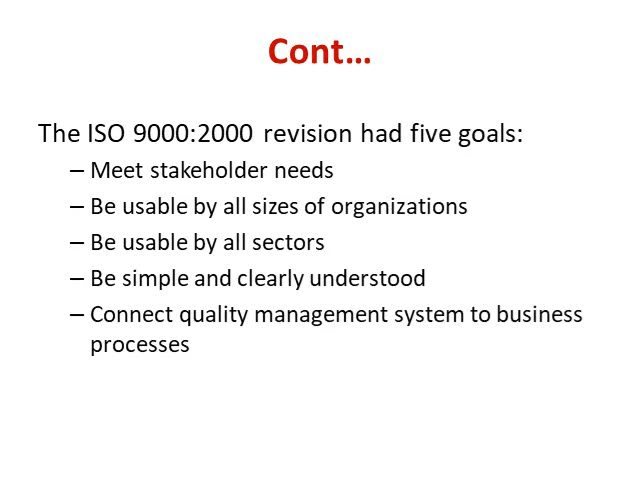 Cont...
The ISO 9000:2000 revision had five goals:
– Meet stakeholder needs
– Be usable by all sizes of organizations
– Be usable by all sectors
– Be simple and clearly understood
– Connect quality management system to business
processes